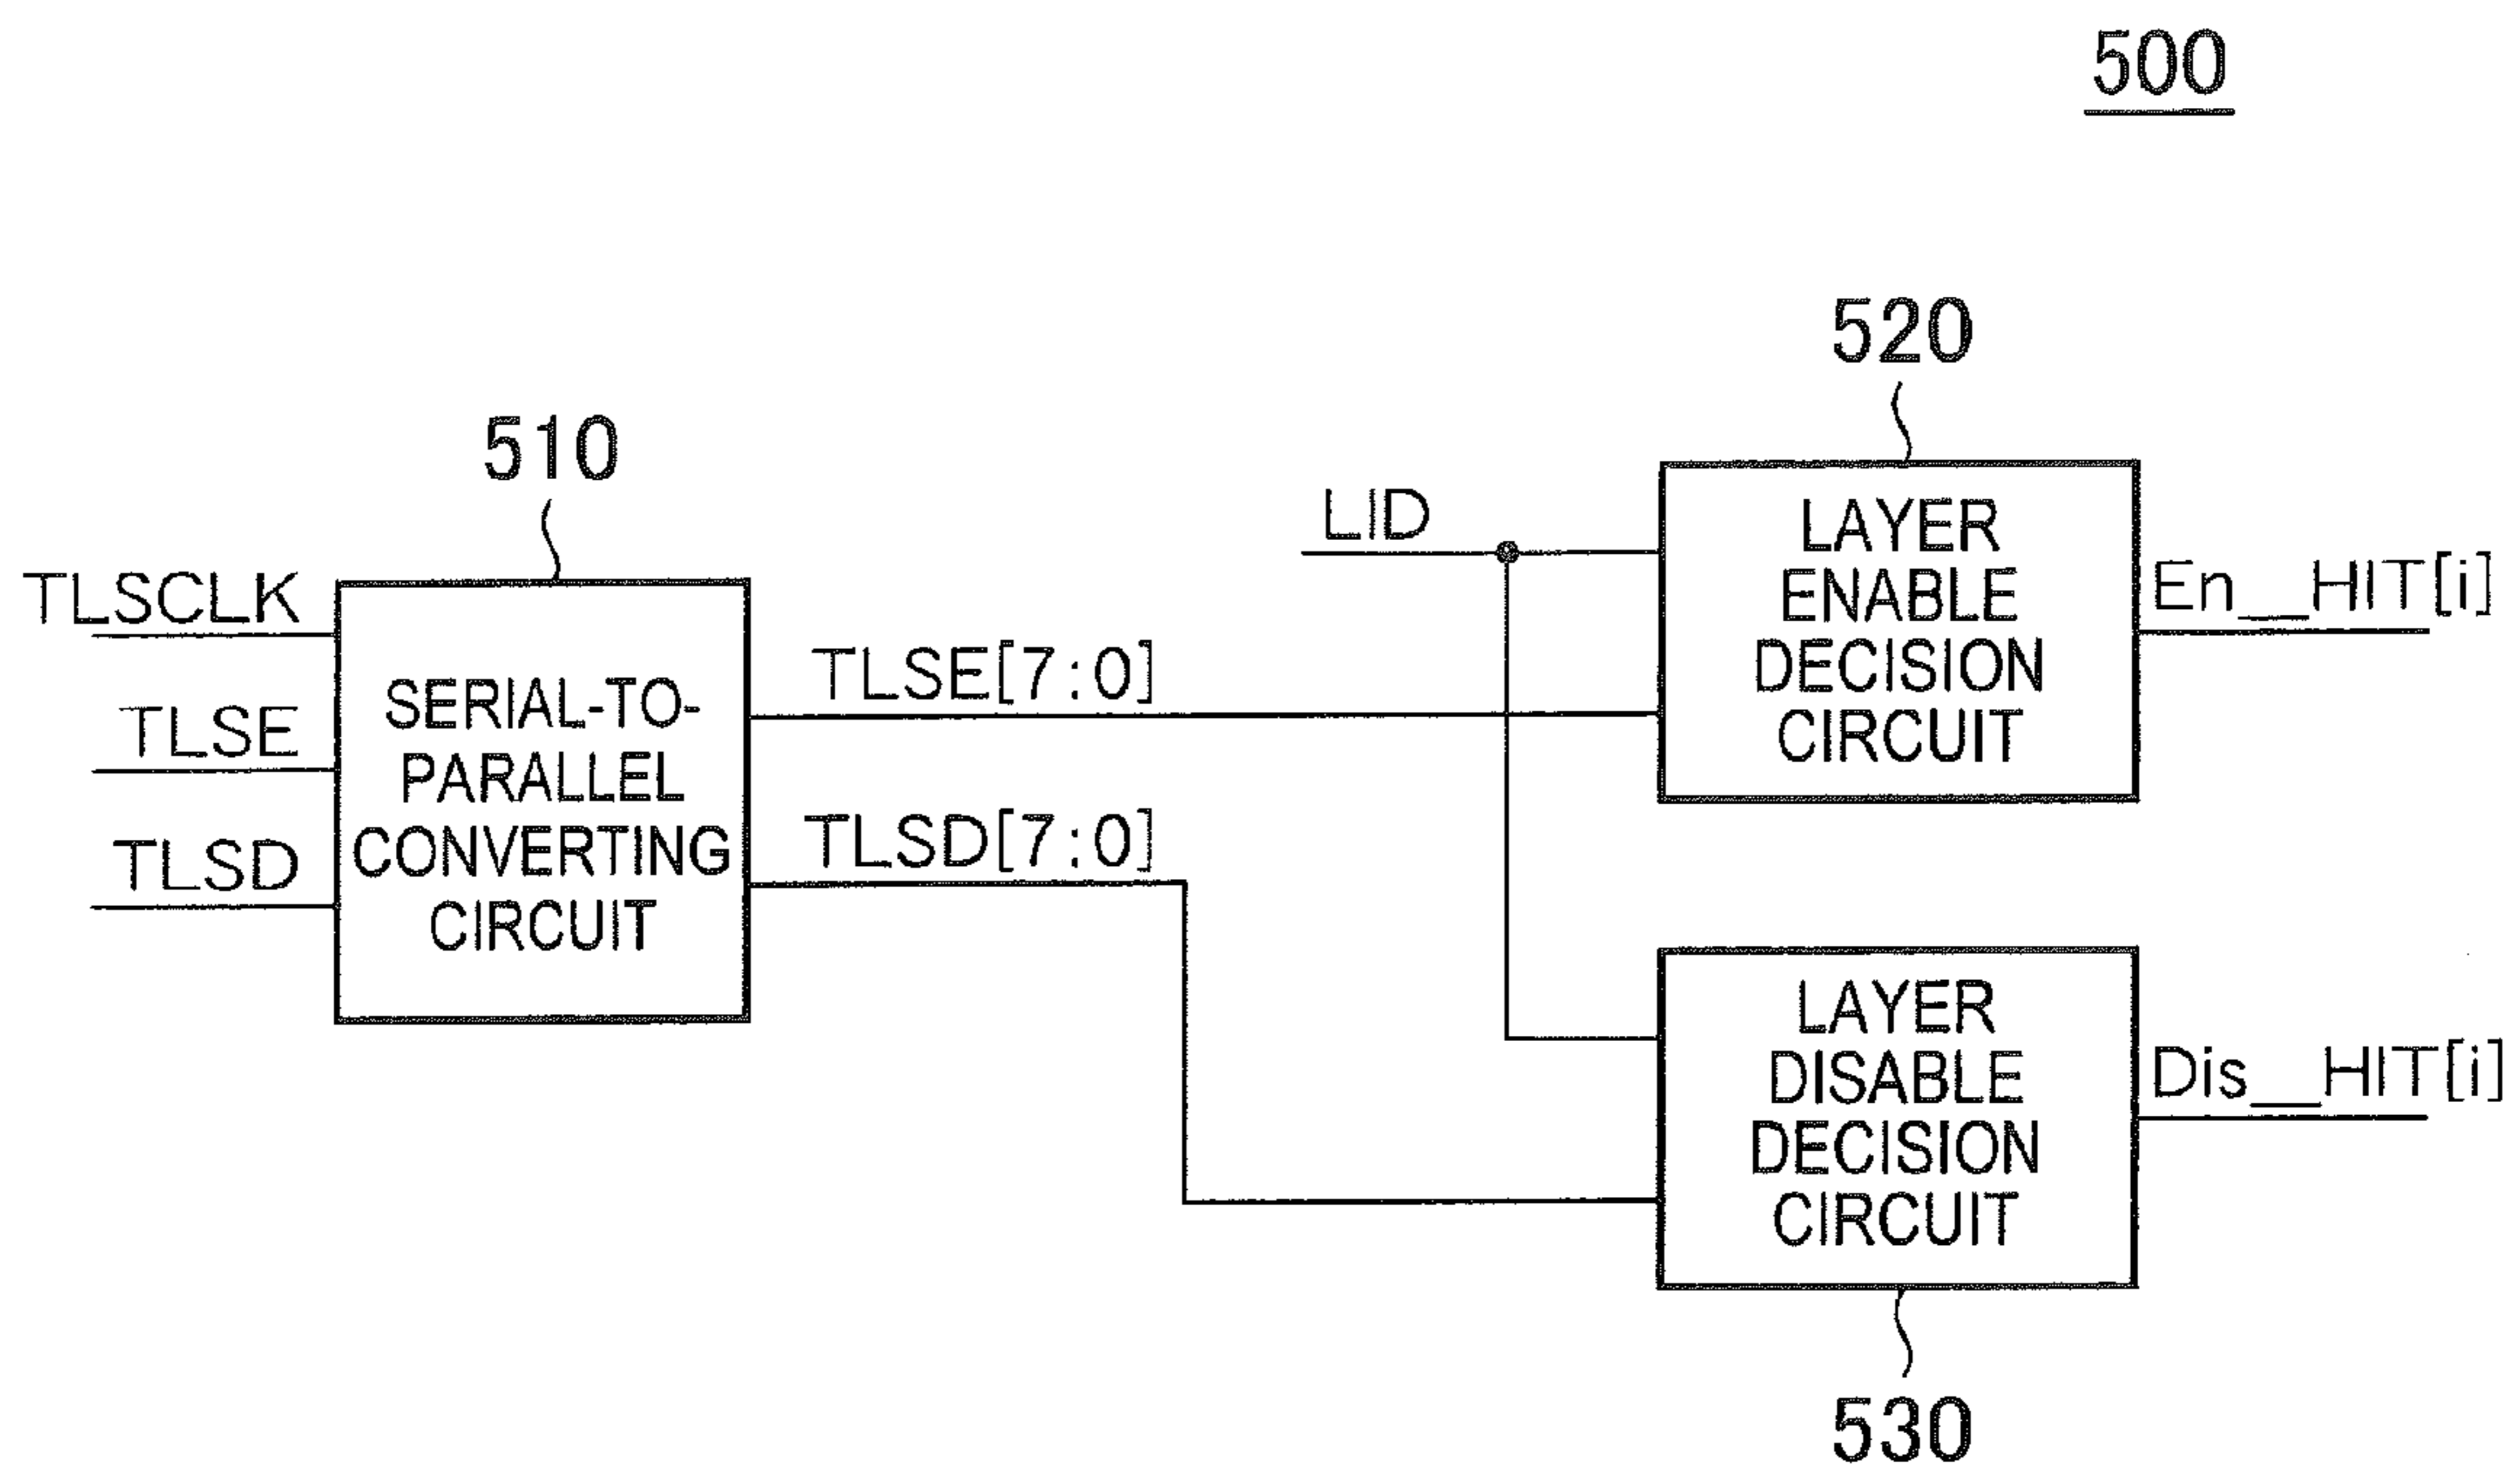 500
520
510
LID
LAYER
ENABLE
DECISION
CIRCUIT
En__HIT[i]
TLSCLK
TLSE
TLSD
SERIAL-TO-
PARALLEL
CONVERTING
CIRCUIT
TLSE[7:0]
TLSD[7:0]
LAYER
DISABLE
DECISION
CIRCUIT
Dis__HIT[i]
530